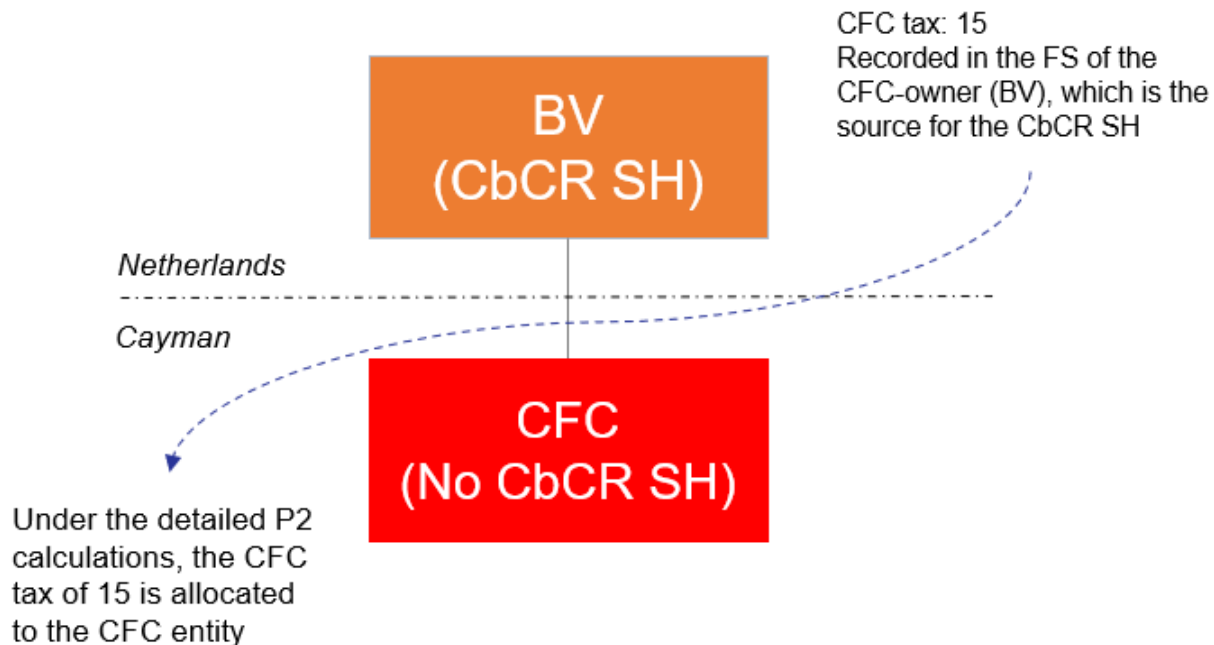 CFC tax: 15
Recorded in the FS of the
CFC-owner (BV), which is the
source for the CbCR SH
BV
(CbCR SH)
Netherlands
Cayman
CFC
(No CbCR SH)
Under the detailed P2
calculations, the CFC
tax of 15 is allocated
to the CFC entity